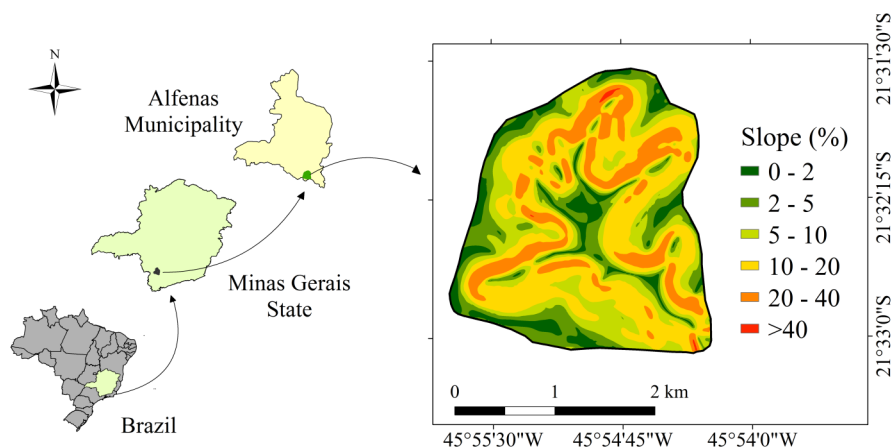 N
Alfenas
Municipality
Minas Gerais
State
Brazil
Slope (%)
0 - 2
2 - 5
5 - 10
10 - 20
20 - 40
>40
0 1 2 km
21°31'30"S
21°32'15"S
21°33'0"S
45°55'30"W 45°54'45"W 45°54'0"W